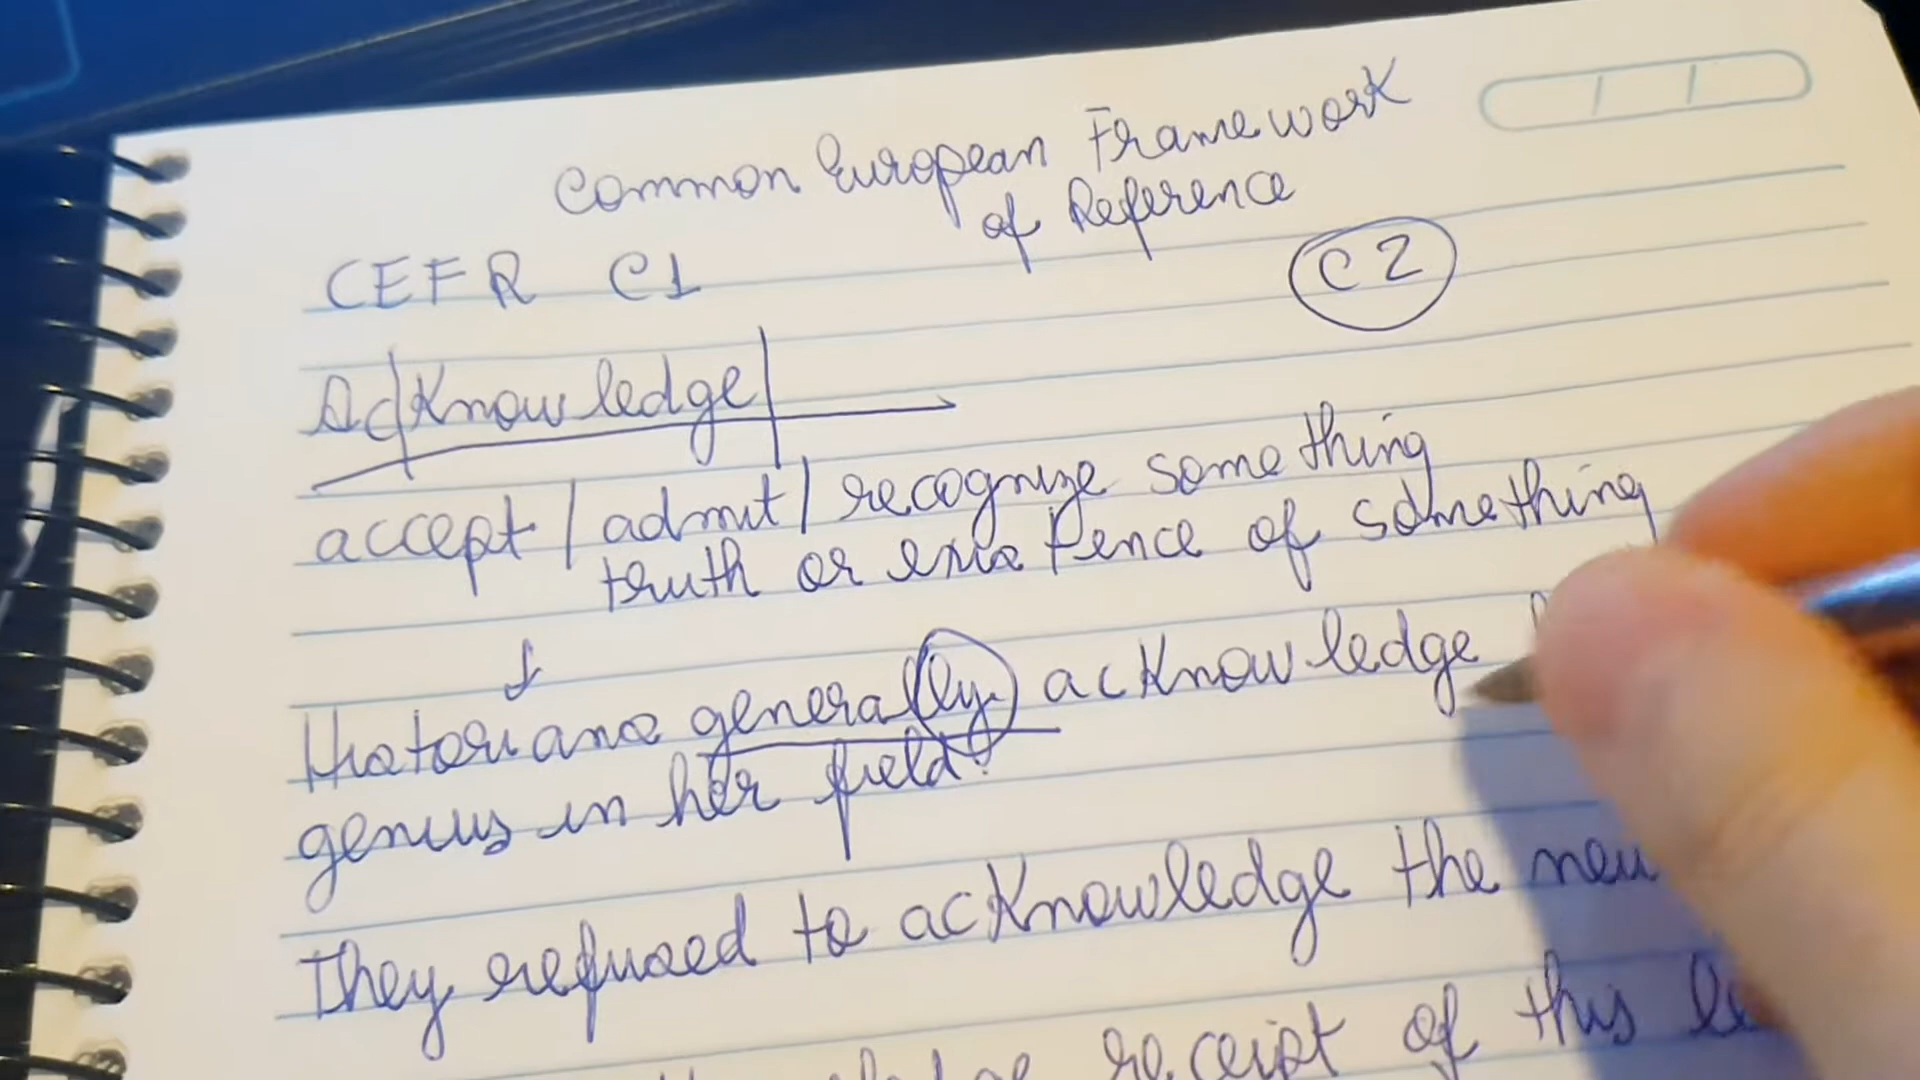 Common European Framework
of Reference
CEFR C1
C2
Acknowledge
accept / admit / recognize something
truth or existence of something
Historians generally acknowledge
genius in her field.
They refused to acknowledge the new
receipt of this